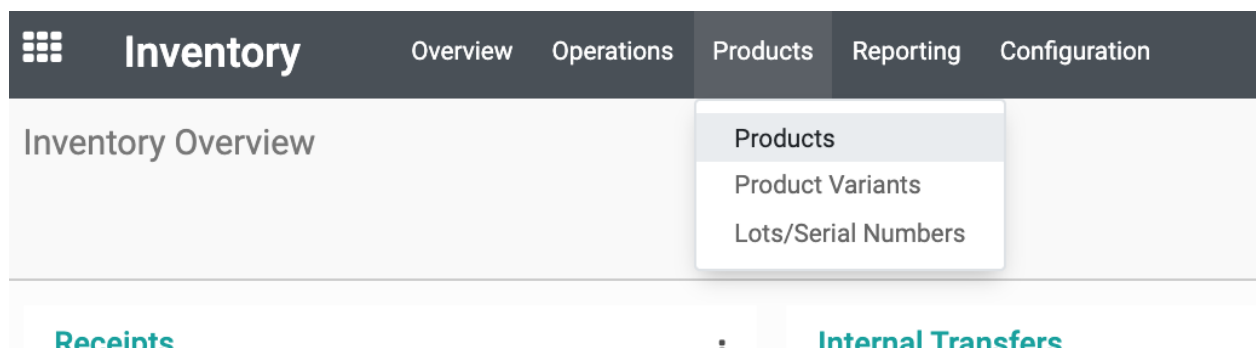 Inventory Overview Operations Products Reporting Configuration
Inventory Overview
Products
Product Variants
Lots/Serial Numbers
Receipts Internal Transfers